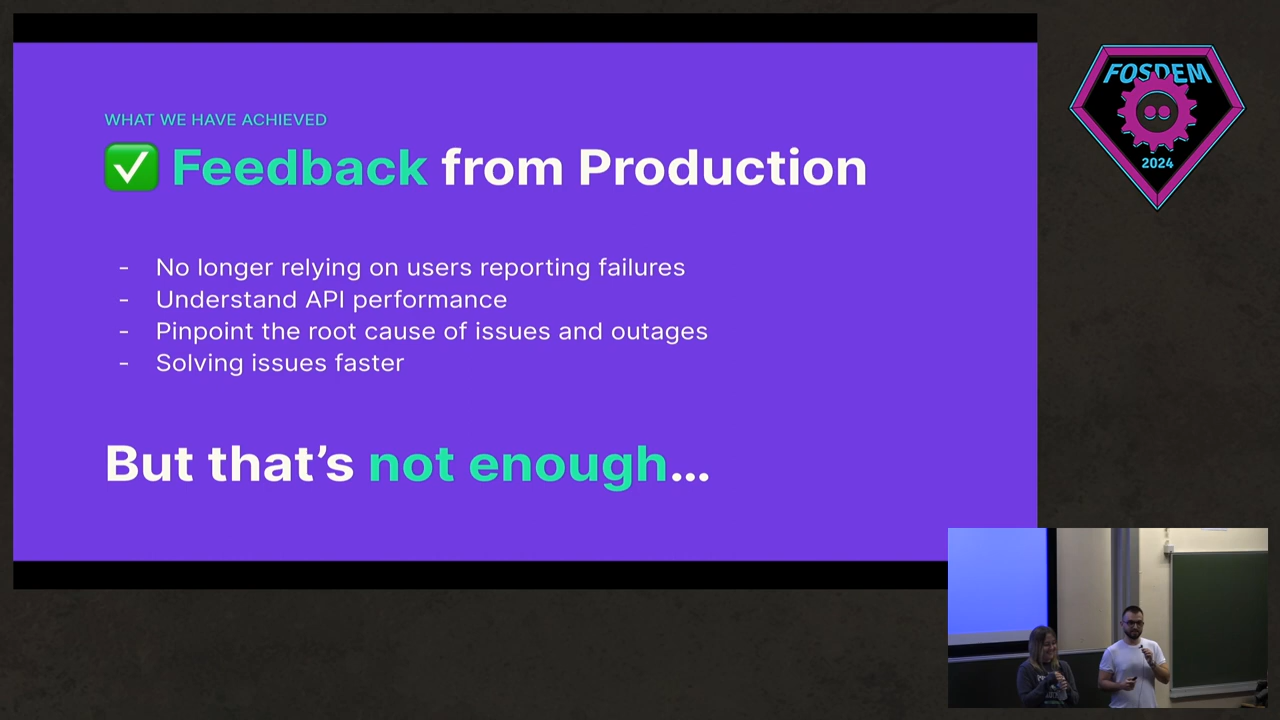 WHAT WE HAVE ACHIEVED
✅ Feedback from Production
- No longer relying on users reporting failures
- Understand API performance
- Pinpoint the root cause of issues and outages
- Solving issues faster
But that’s not enough...
FOSDEM
2024